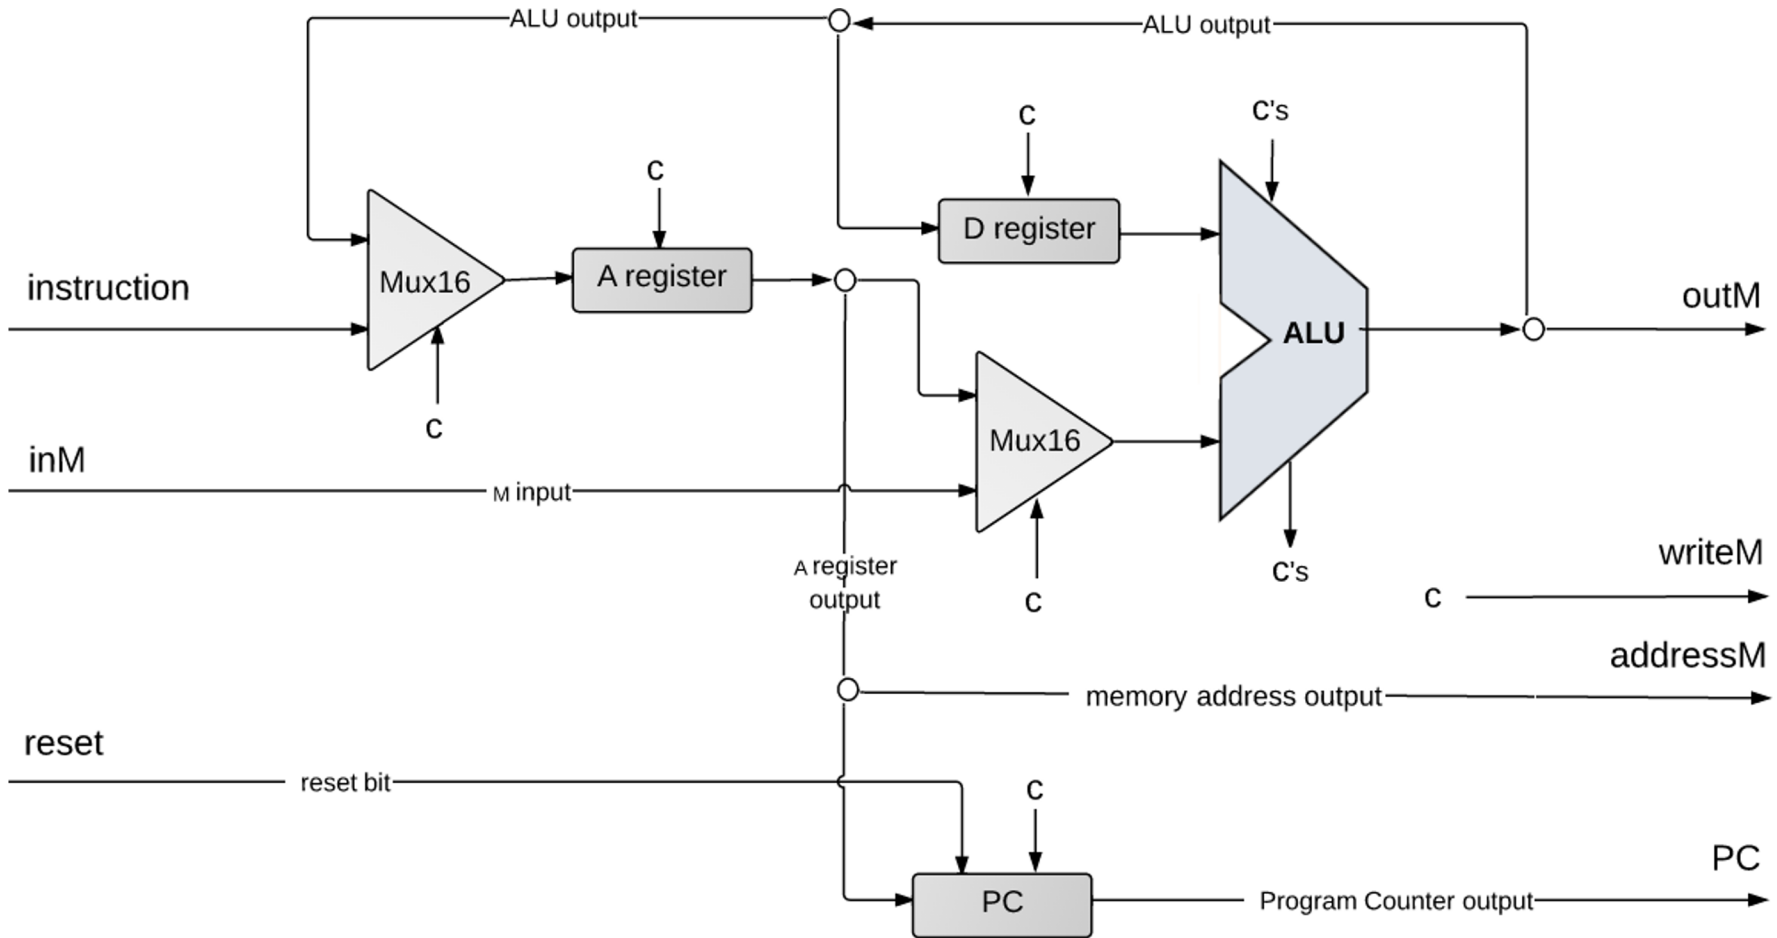 ALU output
ALU output
c
c's
c
D register
Mux16
A register
instruction
outM
ALU
c
Mux16
inM
M input
A register
output
c
c's
writeM
c
addressM
memory address output
reset
reset bit
c
PC
PC
Program Counter output